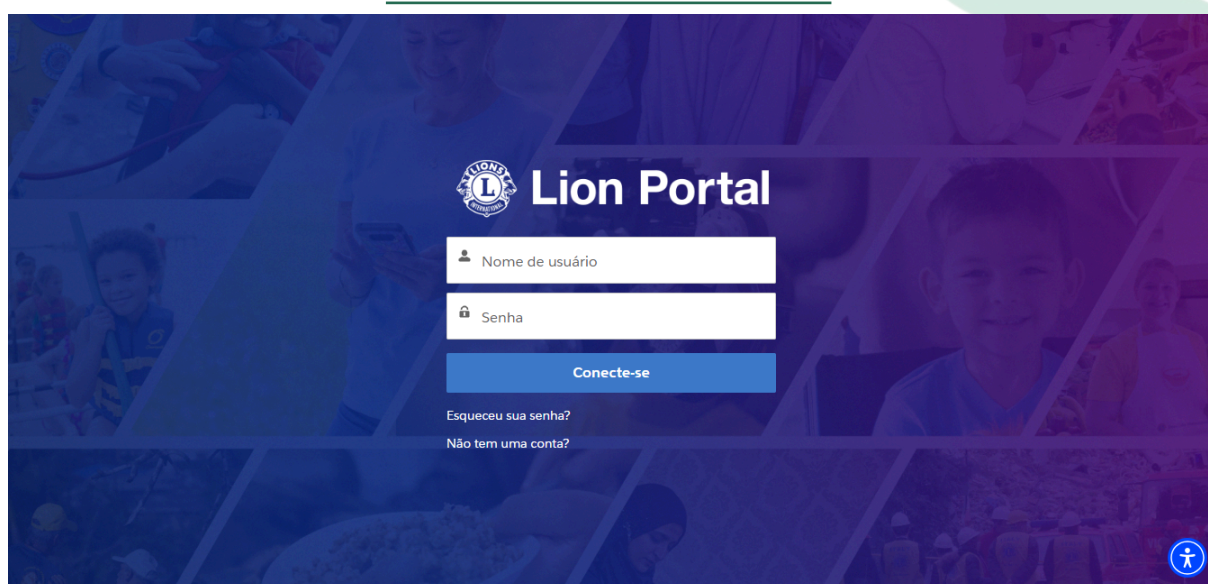 LIONS
L
INTERNATIONAL
Lion Portal
Nome de usuário
Senha
Conecte-se
Esqueceu sua senha?
Não tem uma conta?